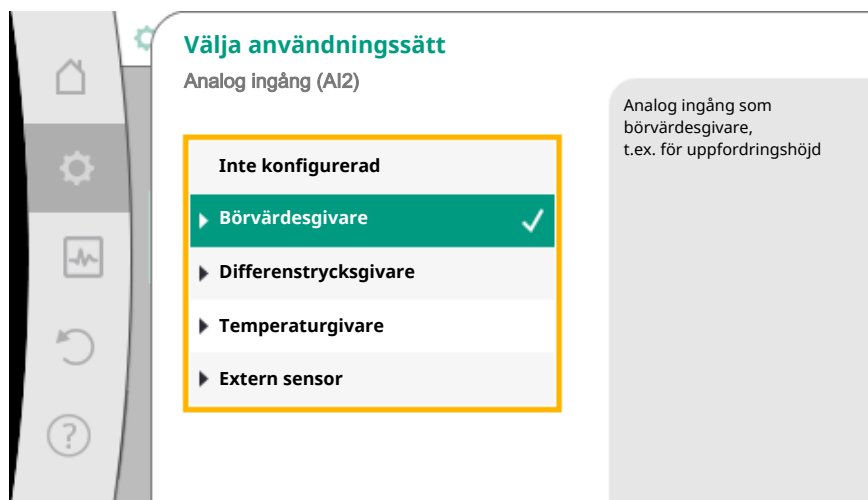 Välja användningssätt
Analog ingång (AI2)
Inte konfigurerad
Börvärdesgivare
Differenstrycksgivare
Temperaturgivare
Extern sensor
Analog ingång som
börvärdesgivare,
t.ex. för uppfordringshöjd